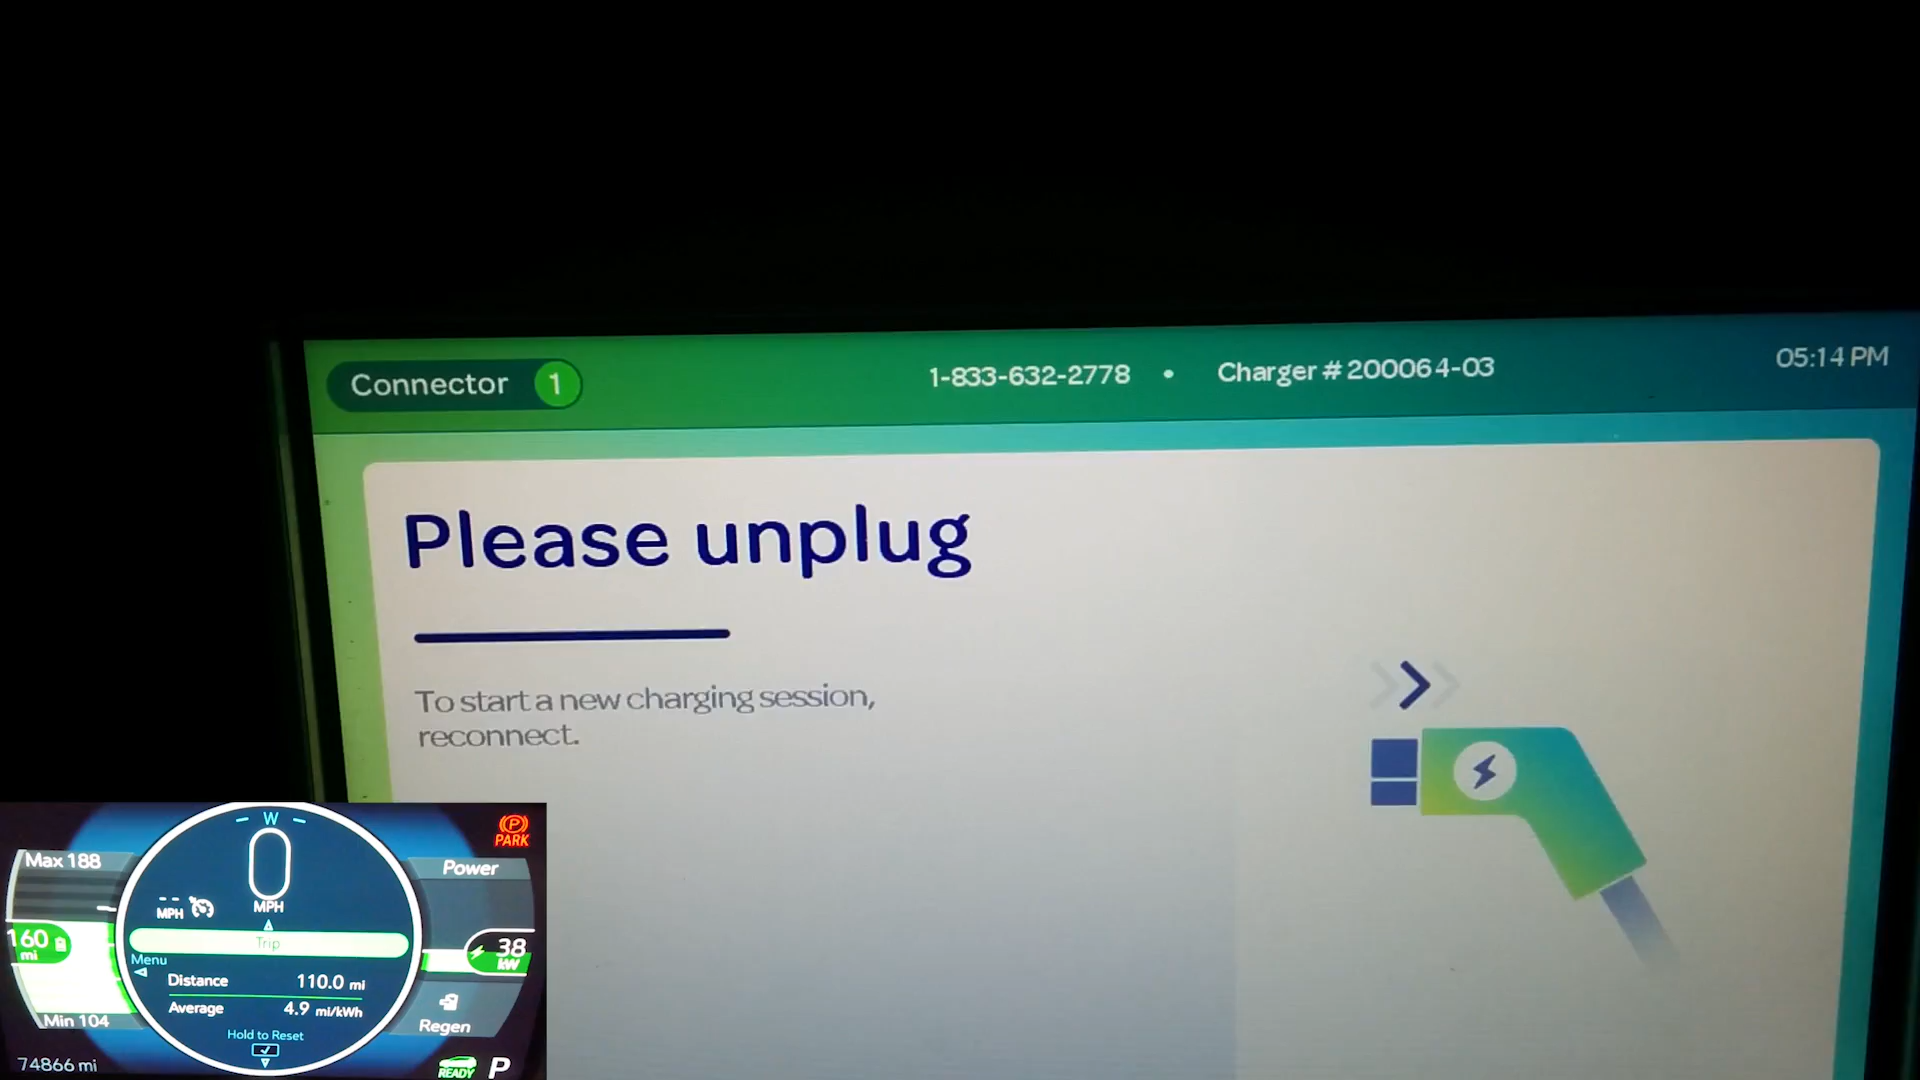 Connector 1
1-833-632-2778 • Charger # 200064-03
05:14 PM
Please unplug
To start a new charging session,
reconnect.
W
PARK
Max 188
Power
0
-- MPH
MPH
Trip
160 mi
38 kW
Menu
Distance 110.0 mi
Average 4.9 mi/kWh
Min 104
Regen
Hold to Reset
74866 mi
READY P